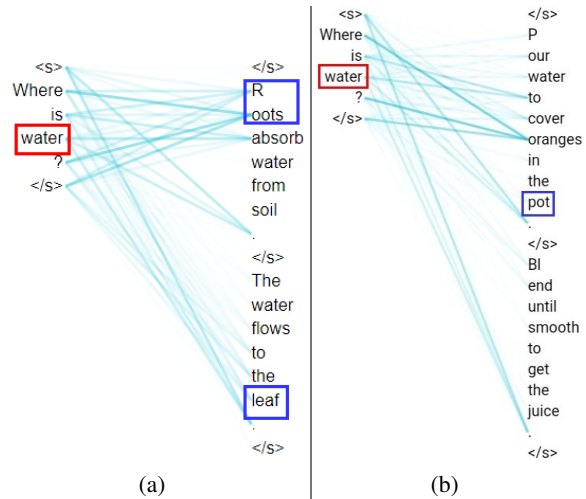 <s>
Where
is
water
?
</s>
</s>
R
oots
absorb
water
from
soil
.
</s>
The
water
flows
to
the
leaf
.
</s>
(a)
<s>
Where
is
water
?
</s>
</s>
P
our
water
to
cover
oranges
in
the
pot
.
</s>
Bl
end
until
smooth
to
get
the
juice
.
</s>
(b)